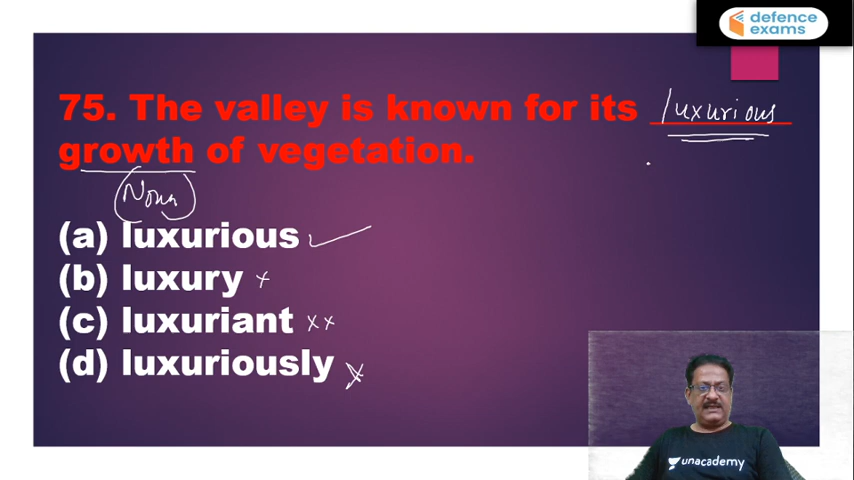 defence
exams
75. The valley is known for its luxurious
growth of vegetation.
Noun
(a) luxurious
(b) luxury
(c) luxuriant
(d) luxuriously
unacademy